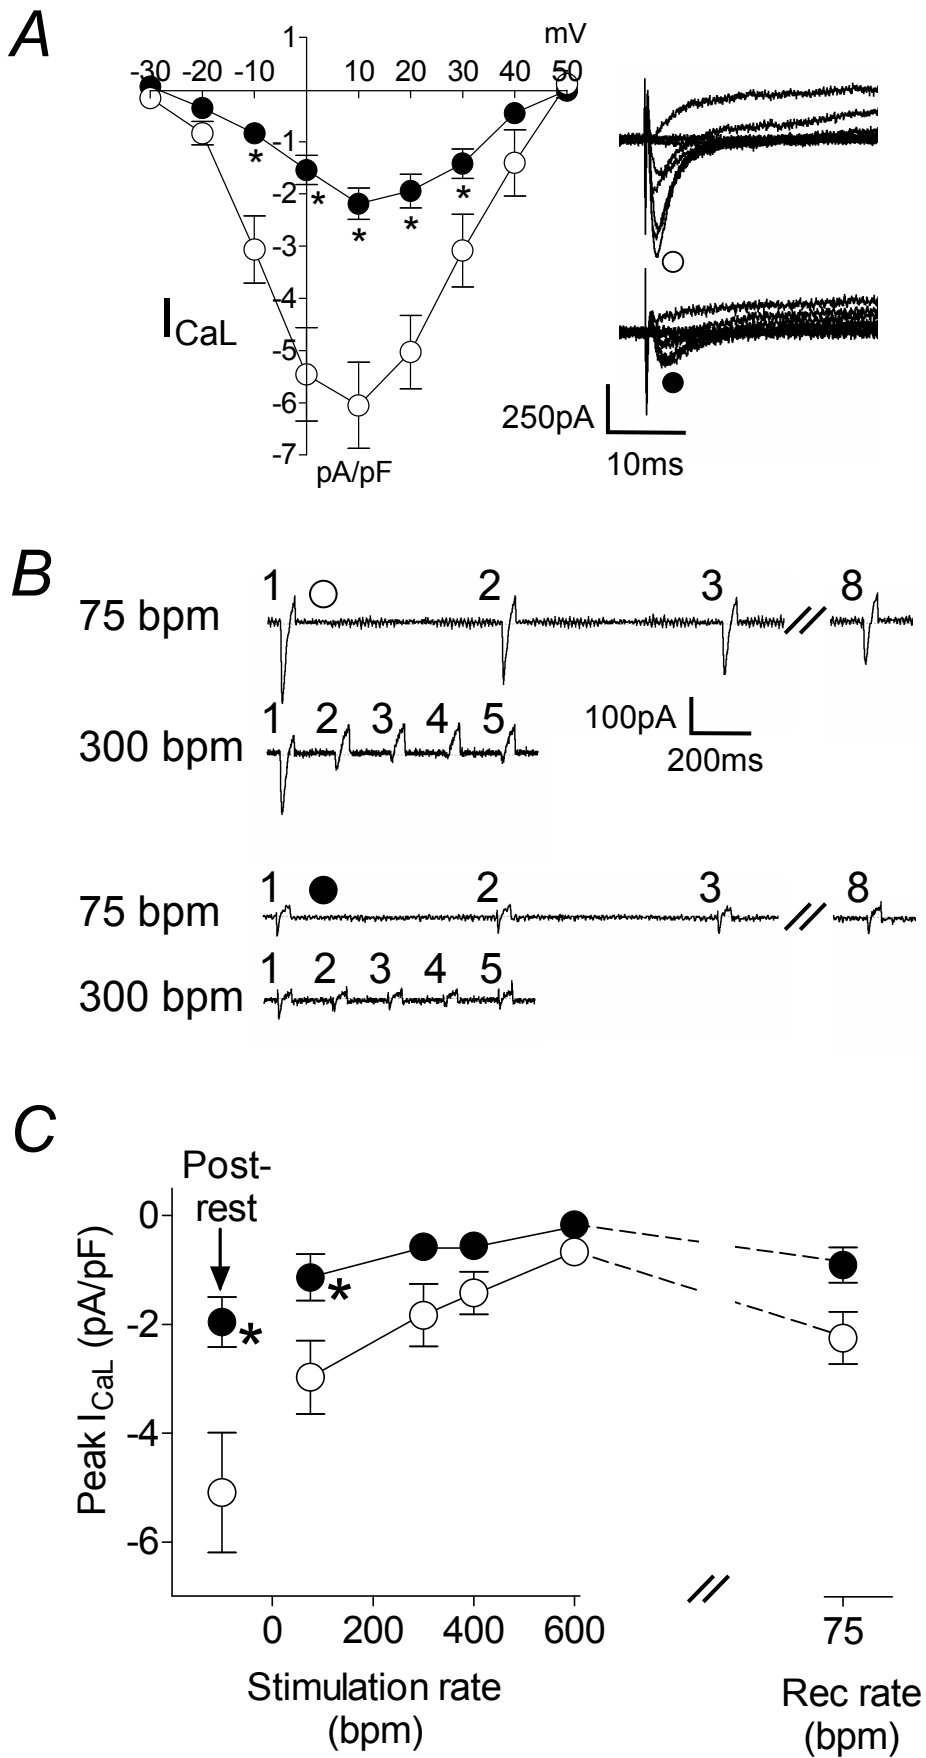 A
1
mV
-30 -20 -10 10 20 30 40 50
-1
*
-2
* * * *
-3
-4
I CaL
-5
-6
-7
pA/pF
250pA
10ms
B
75 bpm 1 2 3 8
300 bpm 1 2 3 4 5
100pA
200ms
75 bpm 1 2 3 8
300 bpm 1 2 3 4 5
C
Post-
rest
0
*
-2
*
-4
-6
Peak ICaL (pA/pF)
0 200 400 600 75
Stimulation rate
(bpm)
Rec rate
(bpm)